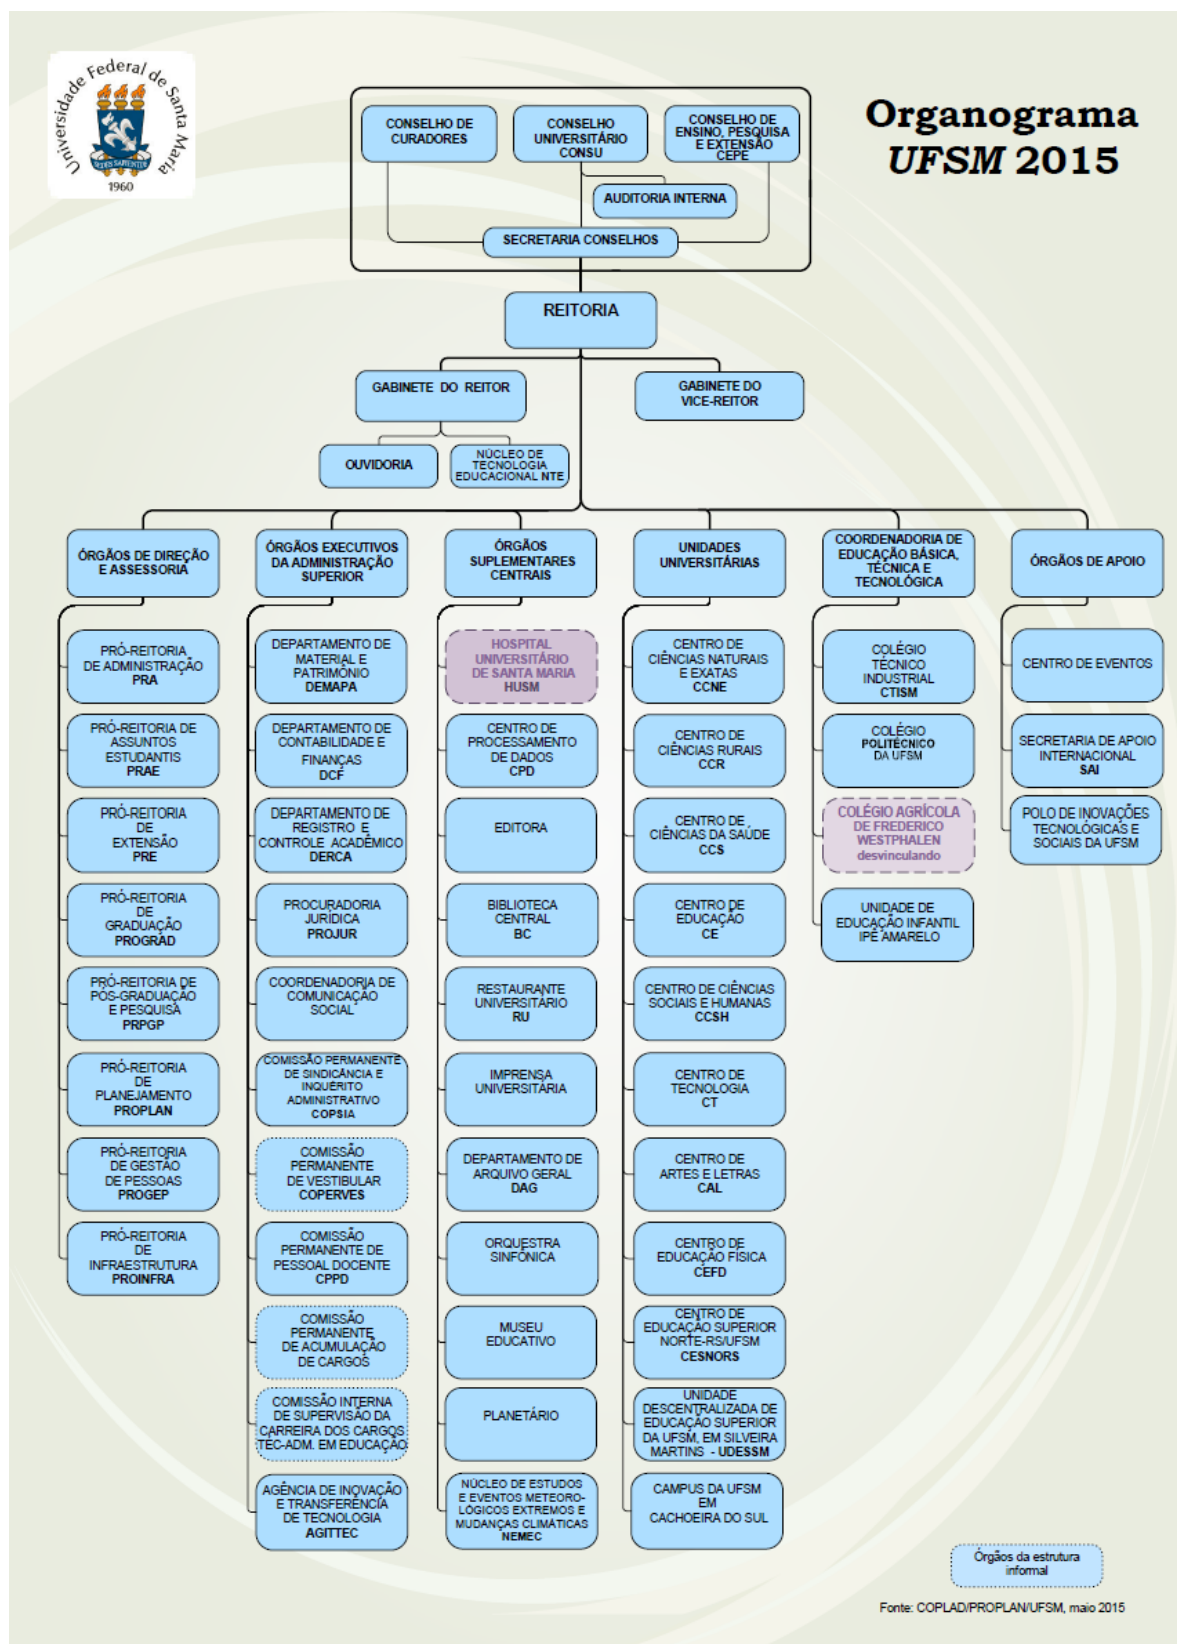 Universidade Federal de Santa Maria
SEDES SAPIENTIAE
1960
Organograma
UFSM 2015
CONSELHO DE
CURADORES
CONSELHO
UNIVERSITÁRIO
CONSU
CONSELHO DE
ENSINO, PESQUISA
E EXTENSÃO
CEPE
AUDITORIA INTERNA
SECRETARIA CONSELHOS
REITORIA
GABINETE DO REITOR
GABINETE DO
VICE-REITOR
OUVIDORIA
NÚCLEO DE
TECNOLOGIA
EDUCACIONAL NTE
ÓRGÃOS DE DIREÇÃO
E ASSESSORIA
PRÓ-REITORIA
DE ADMINISTRAÇÃO
PRA
PRÓ-REITORIA DE
ASSUNTOS
ESTUDANTIS
PRAE
PRÓ-REITORIA
DE
EXTENSÃO
PRE
PRÓ-REITORIA
DE
GRADUAÇÃO
PROGRAD
PRÓ-REITORIA DE
PÓS-GRADUAÇÃO
E PESQUISA
PRPGP
PRÓ-REITORIA
DE
PLANEJAMENTO
PROPLAN
PRÓ-REITORIA
DE GESTÃO
DE PESSOAS
PROGEP
PRÓ-REITORIA
DE
INFRAESTRUTURA
PROINFRA
ÓRGÃOS EXECUTIVOS
DA ADMINISTRAÇÃO
SUPERIOR
DEPARTAMENTO DE
MATERIAL E
PATRIMÔNIO
DEMAPA
DEPARTAMENTO DE
CONTABILIDADE E
FINANÇAS
DCF
DEPARTAMENTO DE
REGISTRO E
CONTROLE ACADÊMICO
DERCA
PROCURADORIA
JURÍDICA
PROJUR
COORDENADORIA DE
COMUNICAÇÃO
SOCIAL
COMISSÃO PERMANENTE
DE SINDICÂNCIA E
INQUÉRITO
ADMINISTRATIVO
COPSIA
COMISSÃO
PERMANENTE
DE VESTIBULAR
COPERVES
COMISSÃO
PERMANENTE DE
PESSOAL DOCENTE
CPPD
COMISSÃO
PERMANENTE
DE ACUMULAÇÃO
DE CARGOS
COMISSÃO INTERNA
DE SUPERVISÃO DA
CARREIRA DOS CARGOS
TÉC-ADM. EM EDUCAÇÃO
AGÊNCIA DE INOVAÇÃO
E TRANSFERÊNCIA
DE TECNOLOGIA
AGITTEC
ÓRGÃOS
SUPLEMENTARES
CENTRAIS
HOSPITAL
UNIVERSITÁRIO
DE SANTA MARIA
HUSM
CENTRO DE
PROCESSAMENTO
DE DADOS
CPD
EDITORA
BIBLIOTECA
CENTRAL
BC
RESTAURANTE
UNIVERSITÁRIO
RU
IMPRENSA
UNIVERSITÁRIA
DEPARTAMENTO DE
ARQUIVO GERAL
DAG
ORQUESTRA
SINFÔNICA
MUSEU
EDUCATIVO
PLANETÁRIO
NÚCLEO DE ESTUDOS
E EVENTOS METEORO-
LÓGICOS EXTREMOS E
MUDANÇAS CLIMÁTICAS
NEMEC
UNIDADES
UNIVERSITÁRIAS
CENTRO DE
CIÊNCIAS NATURAIS
E EXATAS
CCNE
CENTRO DE
CIÊNCIAS RURAIS
CCR
CENTRO DE
CIÊNCIAS DA SAÚDE
CCS
CENTRO DE
EDUCAÇÃO
CE
CENTRO DE CIÊNCIAS
SOCIAIS E HUMANAS
CCSH
CENTRO DE
TECNOLOGIA
CT
CENTRO DE
ARTES E LETRAS
CAL
CENTRO DE
EDUCAÇÃO FÍSICA
CEFD
CENTRO DE
EDUCAÇÃO SUPERIOR
NORTE-RS/UFSM
CESNORS
UNIDADE
DESCENTRALIZADA DE
EDUCAÇÃO SUPERIOR
DA UFSM, EM SILVEIRA
MARTINS - UDESSM
CAMPUS DA UFSM
EM
CACHOEIRA DO SUL
COORDENADORIA DE
EDUCAÇÃO BÁSICA,
TÉCNICA E
TECNOLÓGICA
COLÉGIO
TÉCNICO
INDUSTRIAL
CTISM
COLÉGIO
POLITÉCNICO
DA UFSM
COLÉGIO AGRÍCOLA
DE FREDERICO
WESTPHALEN
desvinculando
UNIDADE DE
EDUCAÇÃO INFANTIL
IPÊ AMARELO
ÓRGÃOS DE APOIO
CENTRO DE EVENTOS
SECRETARIA DE APOIO
INTERNACIONAL
SAI
POLO DE INOVAÇÕES
TECNOLÓGICAS E
SOCIAIS DA UFSM
Órgãos da estrutura
informal
Fonte: COPLAD/PROPLAN/UFSM, maio 2015